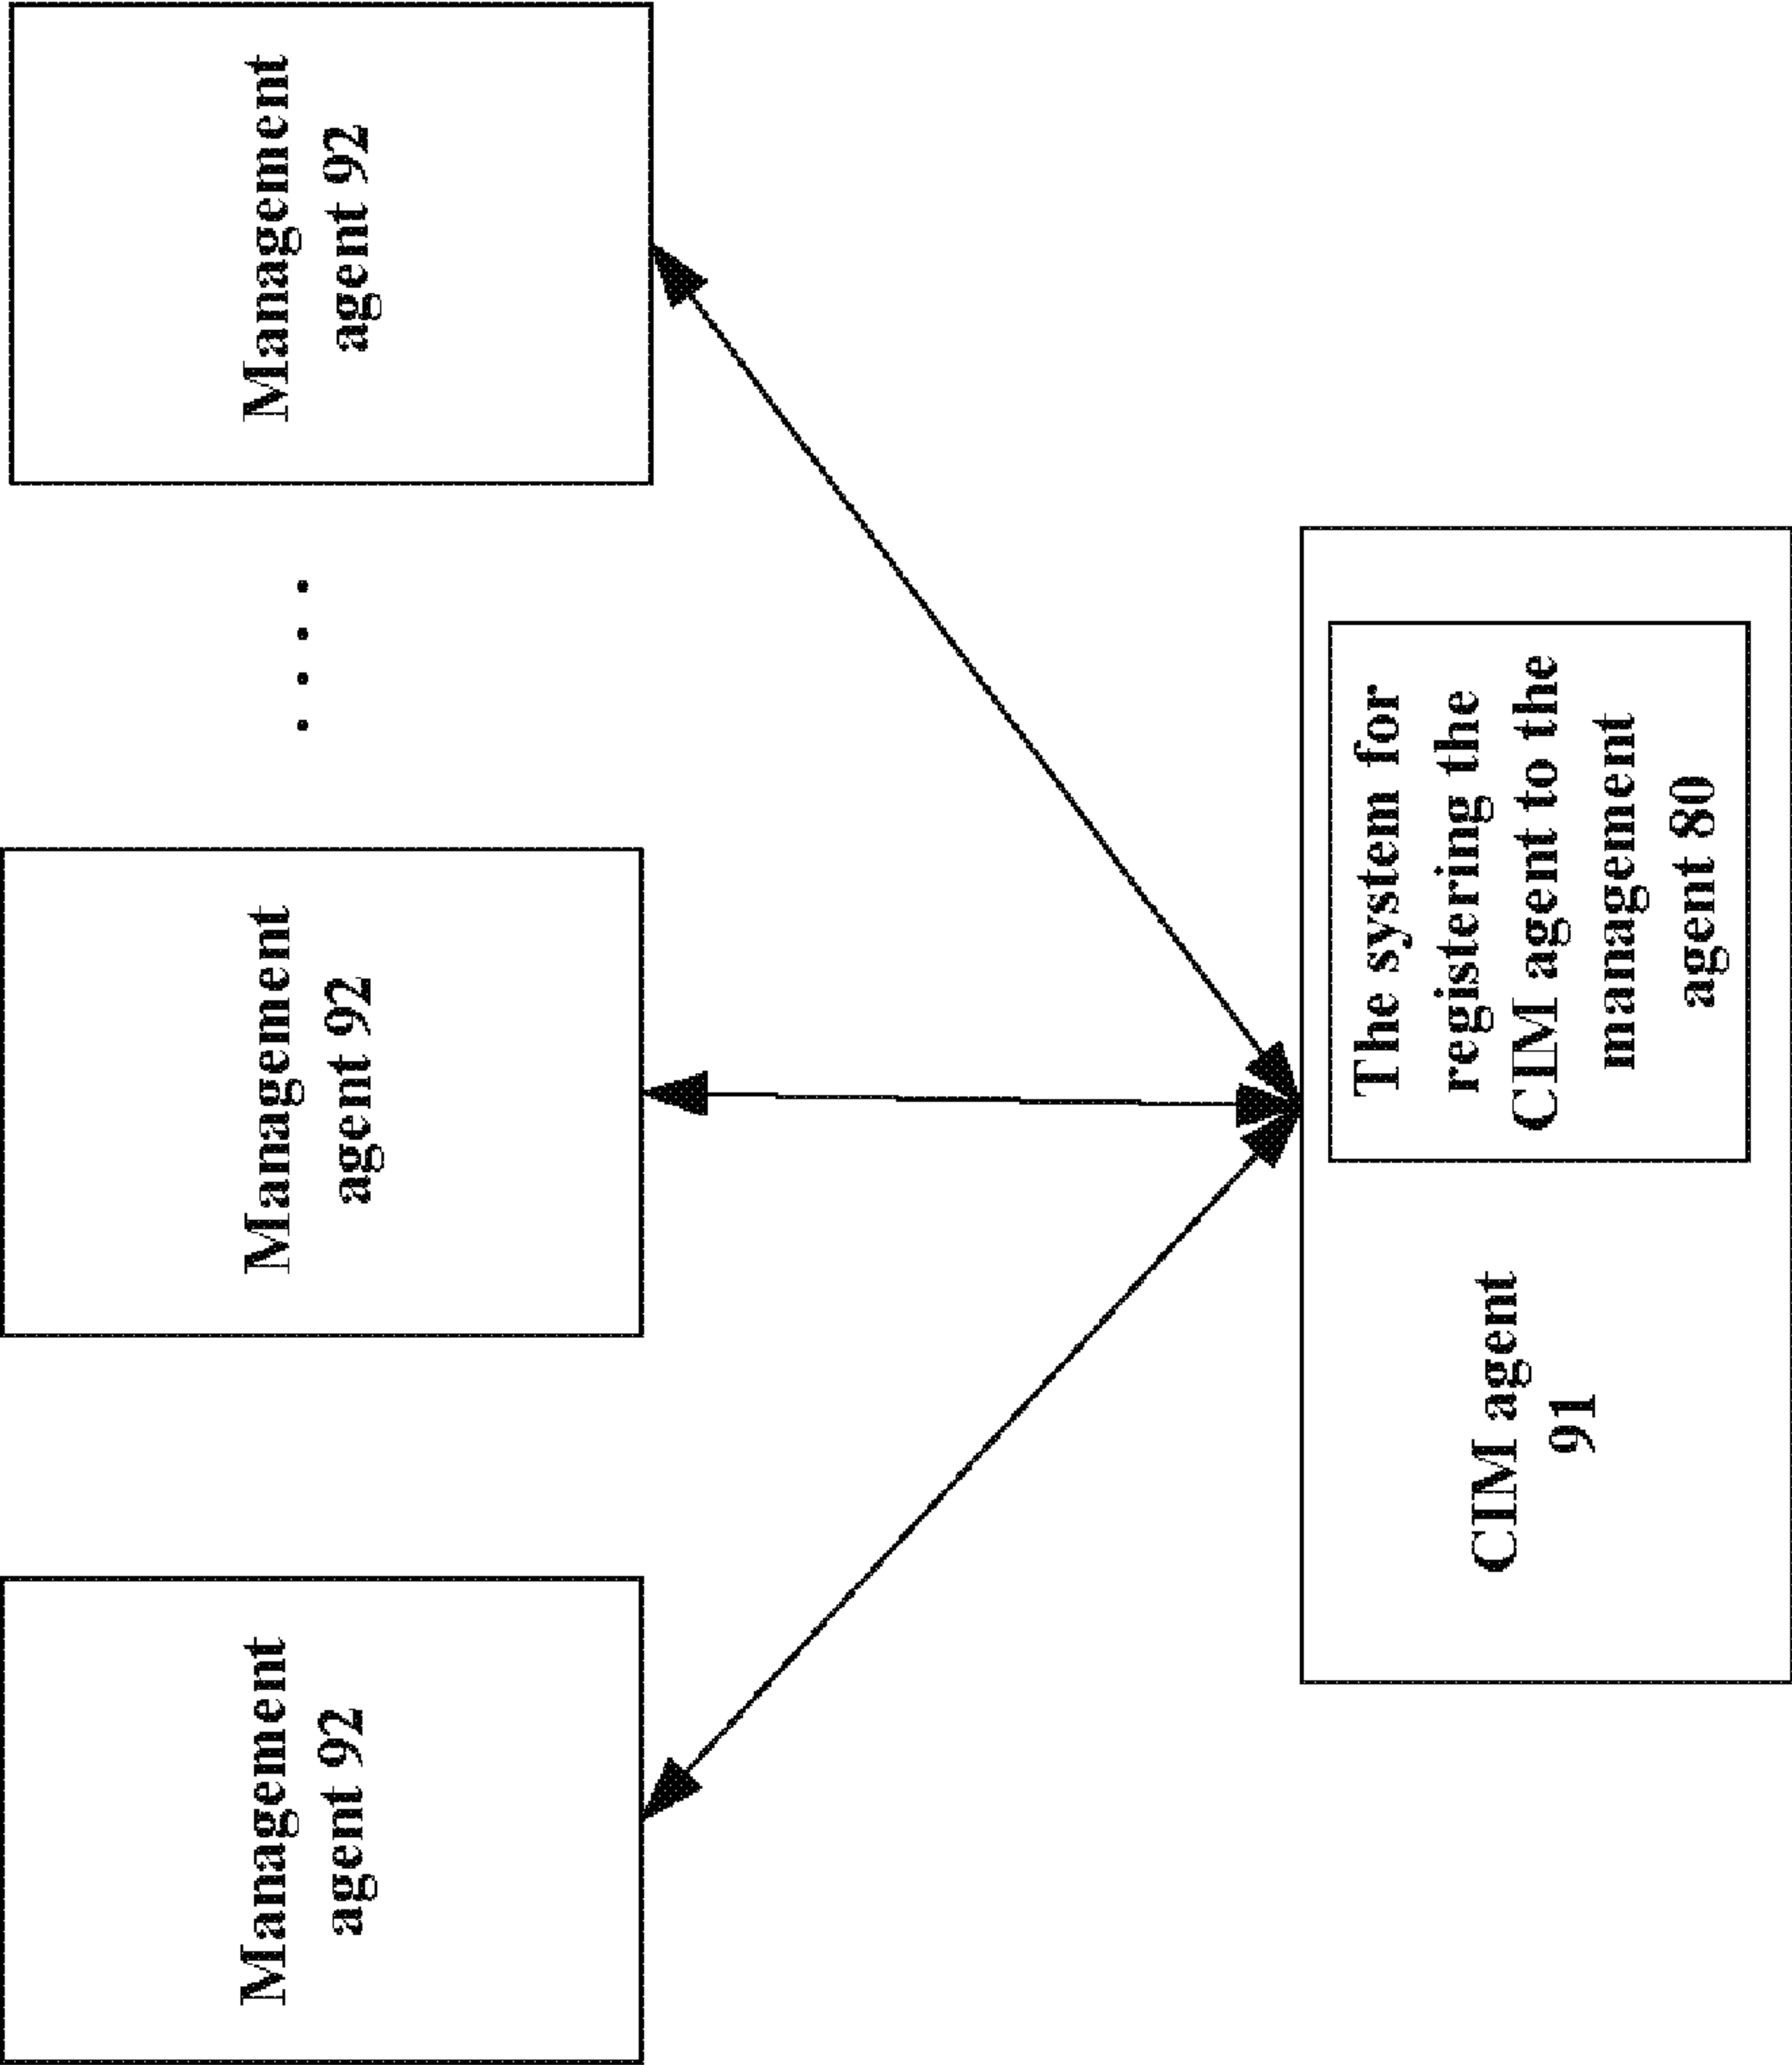 Management
agent 92
Management
agent 92
. . . .
Management
agent 92
CIM agent
91
The system for
registering the
CIM agent to the
management
agent 80